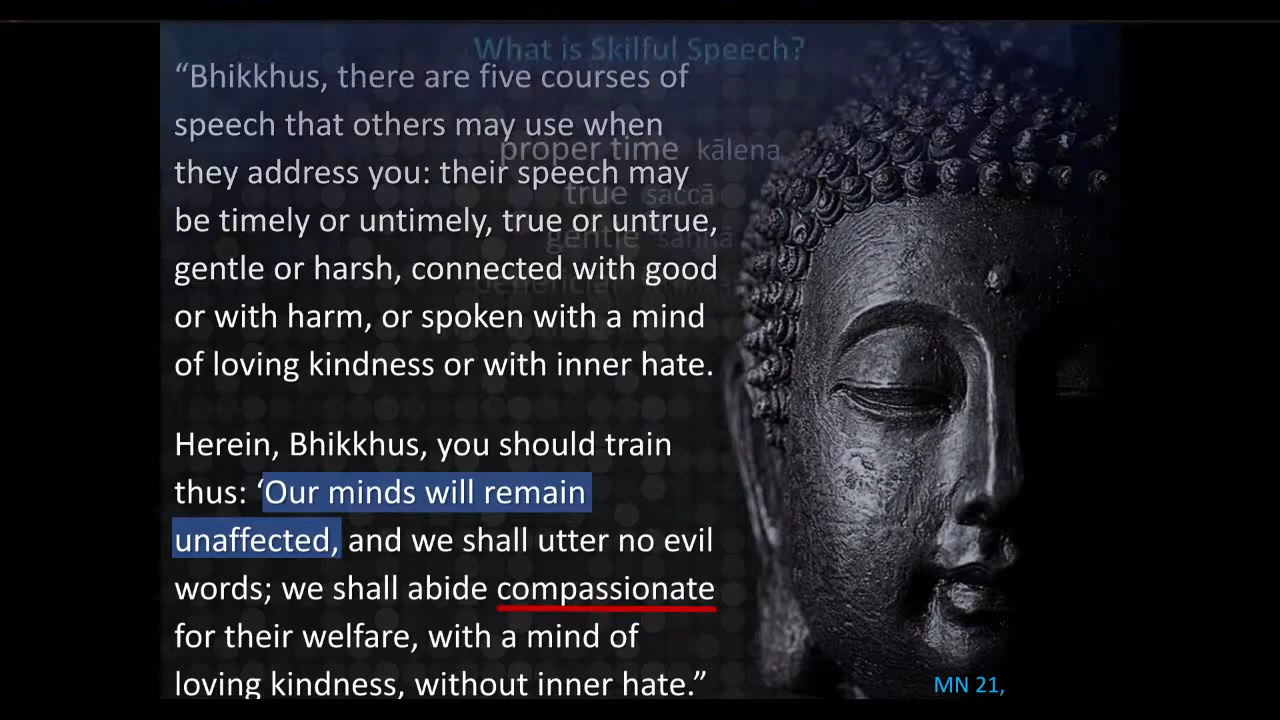 What is Skilful Speech?
“Bhikkhus, there are five courses of
speech that others may use when
they address you: their speech may
be timely or untimely, true or untrue,
gentle or harsh, connected with good
or with harm, or spoken with a mind
of loving kindness or with inner hate.
proper time kālena
true saccā
gentle
Herein, Bhikkhus, you should train
thus: ‘Our minds will remain
unaffected, and we shall utter no evil
words; we shall abide compassionate
for their welfare, with a mind of
loving kindness, without inner hate.”
MN 21,